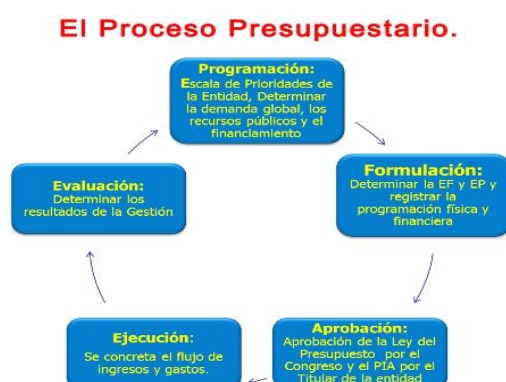 El Proceso Presupuestario.
Programación:
Escala de Prioridades de
la Entidad, Determinar
la demanda global, los
recursos públicos y el
financiamiento
Formulación:
Determinar la EF y EP y
registrar la
programación física y
financiera
Aprobación:
Aprobación de la Ley del
Presupuesto por el
Congreso y el PIA por el
Titular de la entidad
Ejecución:
Se concreta el flujo de
ingresos y gastos.
Evaluación:
Determinar los
resultados de la Gestión